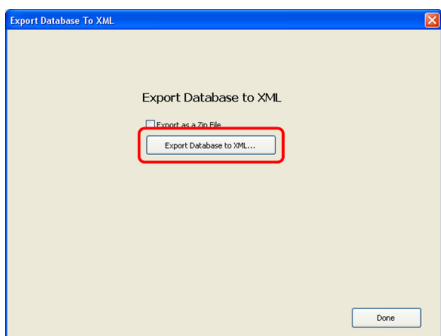 Export Database To XML
Export Database to XML
Export as a Zip File
Export Database to XML...
Done